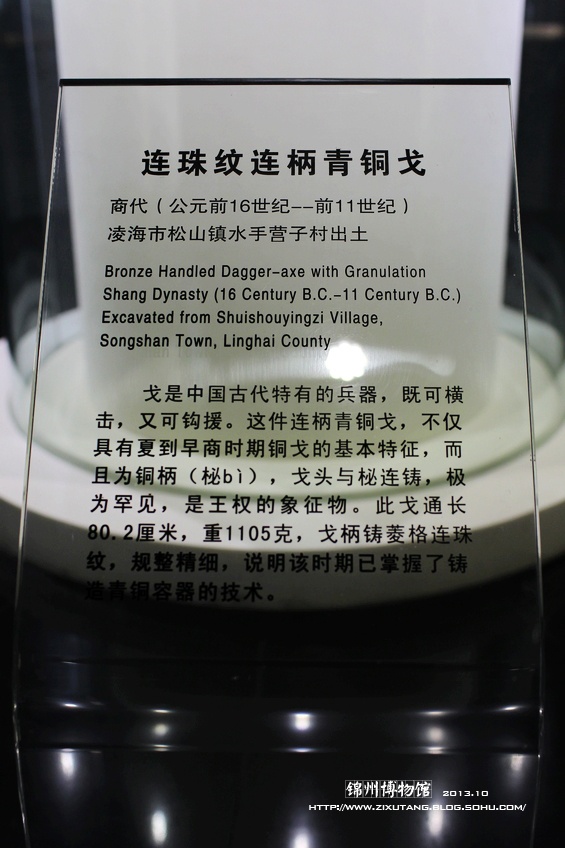 连珠纹连柄青铜戈
商代（公元前16世纪--前11世纪）
凌海市松山镇水手营子村出土
Bronze Handled Dagger-axe with Granulation
Shang Dynasty (16 Century B.C.-11 Century B.C.)
Excavated from Shuishouyingzi Village,
Songshan Town, Linghai County
戈是中国古代特有的兵器，既可横
击，又可钩援。这件连柄青铜戈，不仅
具有夏到早商时期铜戈的基本特征，而
且为铜柄（柲bì），戈头与柲连铸，极
为罕见，是王权的象征物。此戈通长
80.2厘米，重1105克，戈柄铸菱格连珠
纹，规整精细，说明该时期已掌握了铸
造青铜容器的技术。
锦州博物馆 2013.10
HTTP://WWW.ZIXUTANG.BLOG.SOHU.COM/